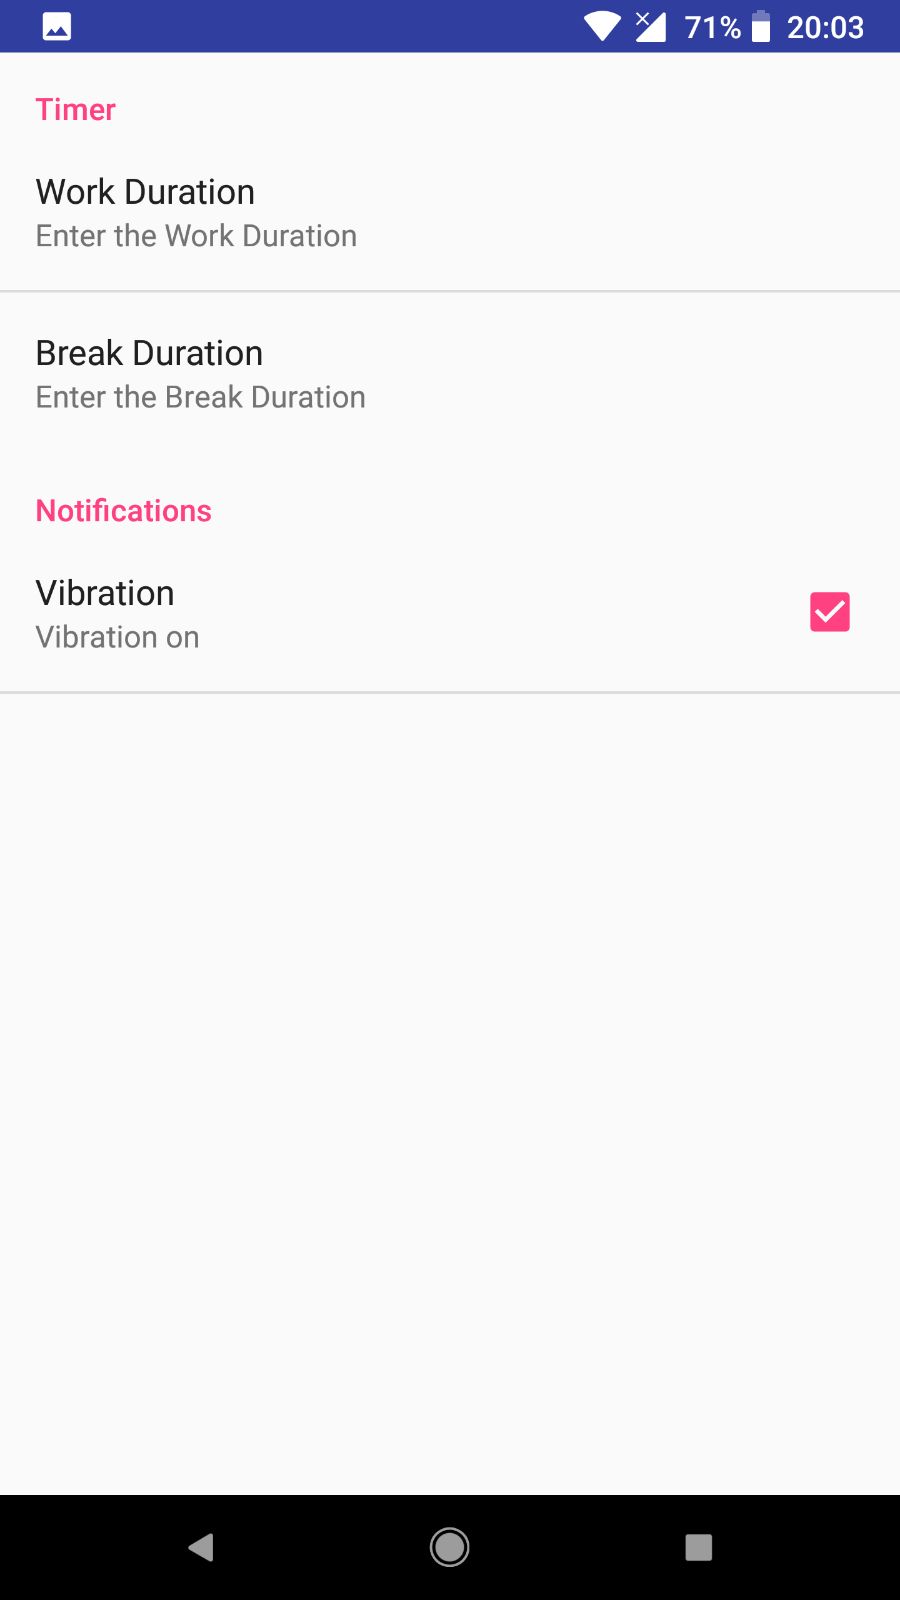 71% 20:03
Timer
Work Duration
Enter the Work Duration
Break Duration
Enter the Break Duration
Notifications
Vibration
Vibration on